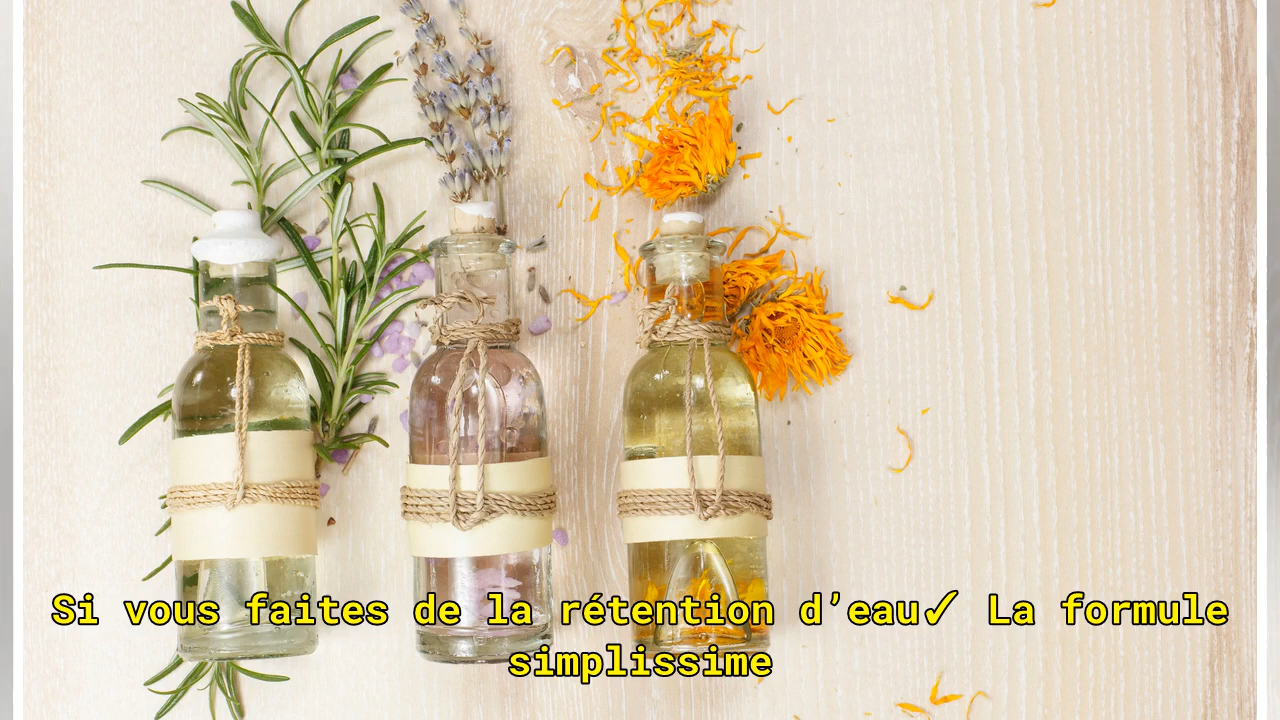 Si vous faites de la rétention d’eau✓ La formule
simplissime